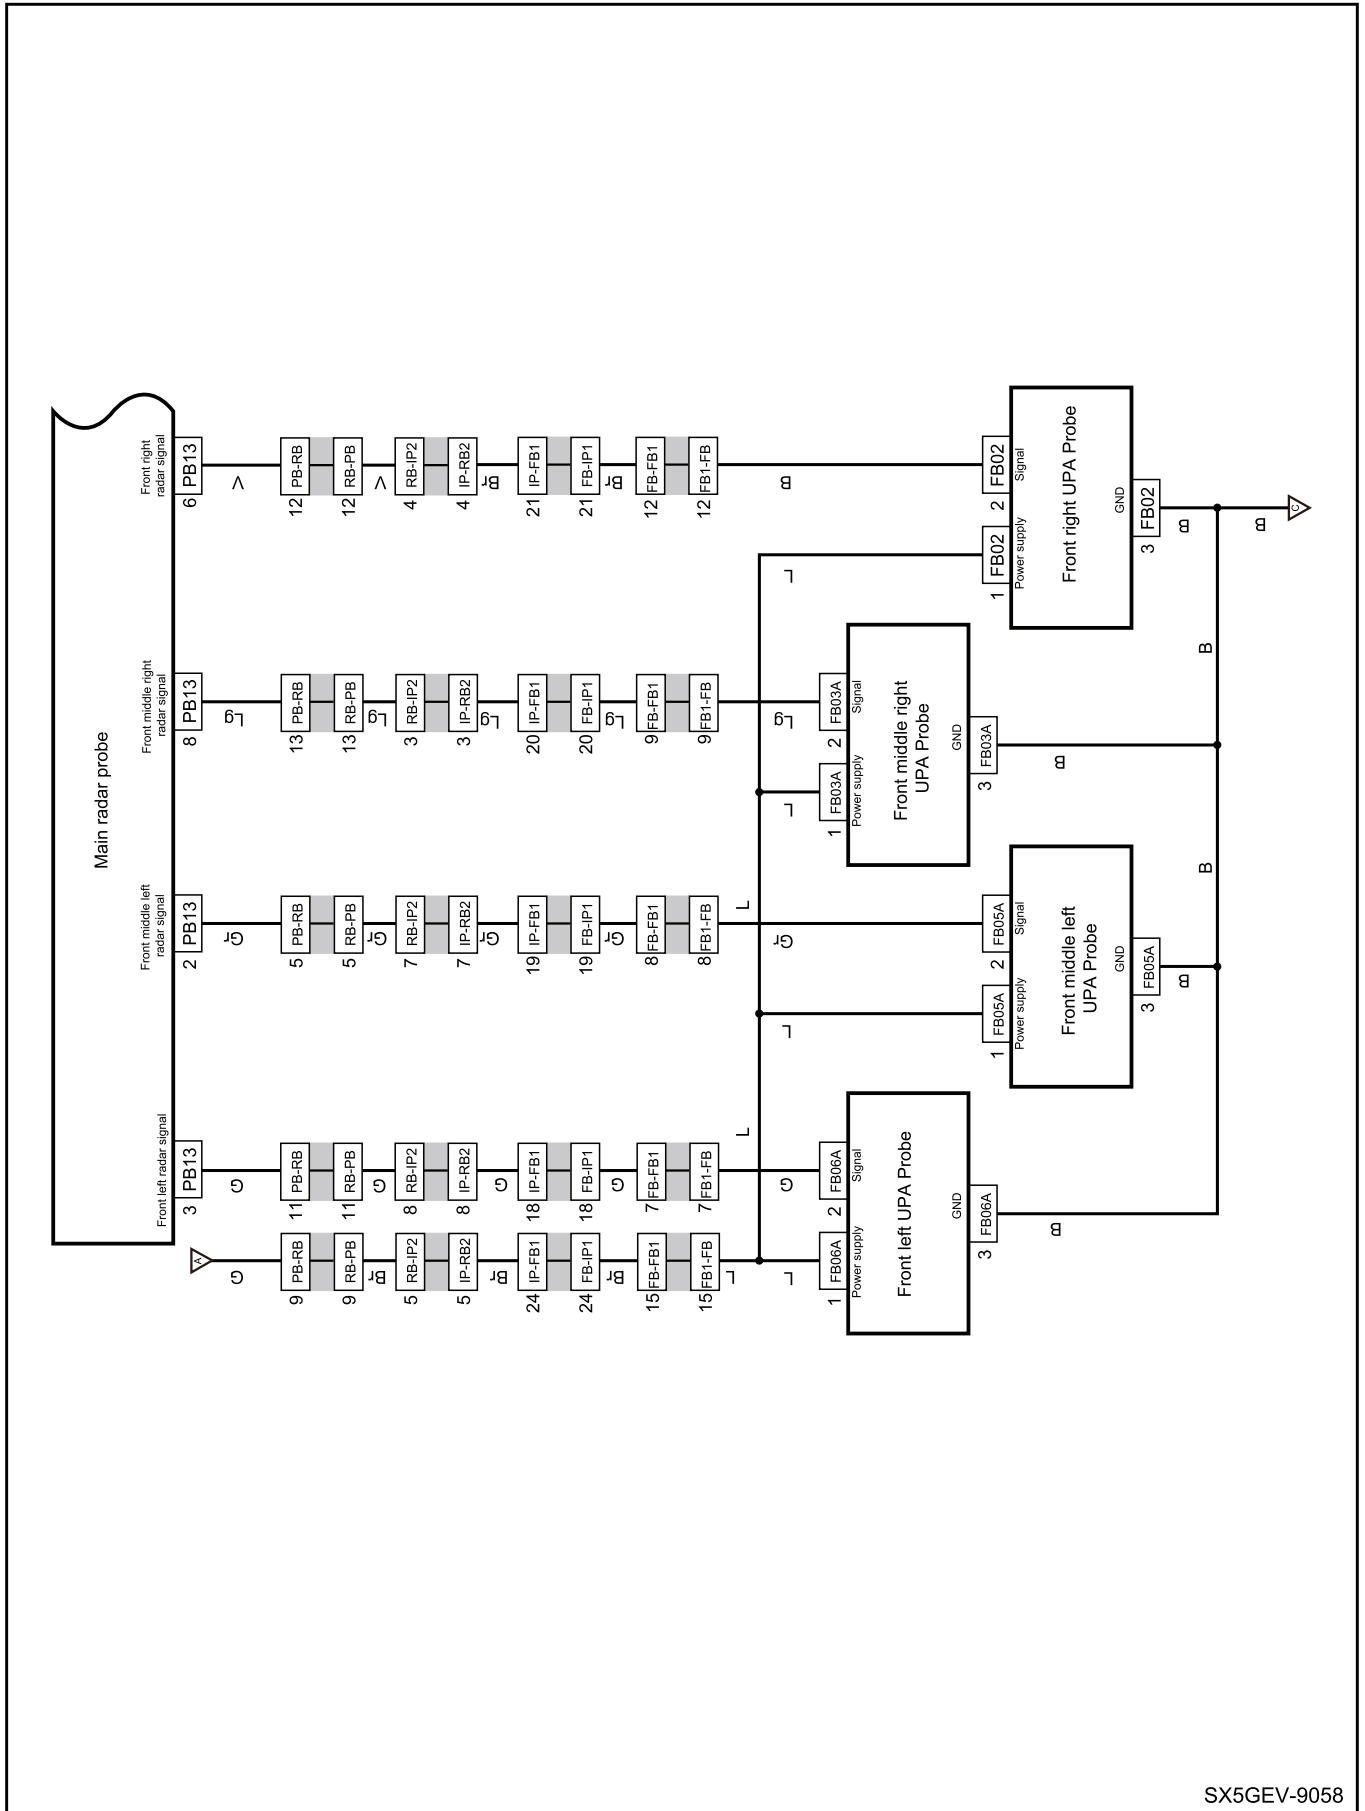 Main radar probe
Front left radar signal
Front middle left
radar signal
Front middle right
radar signal
Front right
radar signal
3 PB13
2 PB13
8 PB13
6 PB13
A
G
G
Gr
Lg
V
9 PB-RB
11 PB-RB
5 PB-RB
13 PB-RB
12 PB-RB
9 RB-PB
11 RB-PB
5 RB-PB
13 RB-PB
12 RB-PB
Br
G
Gr
Lg
V
5 RB-IP2
8 RB-IP2
7 RB-IP2
3 RB-IP2
4 RB-IP2
5 IP-RB2
8 IP-RB2
7 IP-RB2
3 IP-RB2
4 IP-RB2
Br
G
Gr
Lg
Br
24 IP-FB1
18 IP-FB1
19 IP-FB1
20 IP-FB1
21 IP-FB1
24 FB-IP1
18 FB-IP1
19 FB-IP1
20 FB-IP1
21 FB-IP1
Br
G
Gr
Lg
Br
15 FB-FB1
7 FB-FB1
8 FB-FB1
9 FB-FB1
12 FB-FB1
15 FB1-FB
7 FB1-FB
8 FB1-FB
9 FB1-FB
12 FB1-FB
L
L
L
L
G
L
Gr
L
Lg
L
B
1 FB06A
2 FB06A
Power supply
Signal
Front left UPA Probe
GND
3 FB06A
B
1 FB05A
2 FB05A
Power supply
Signal
Front middle left
UPA Probe
GND
3 FB05A
B
1 FB03A
2 FB03A
Power supply
Signal
Front middle right
UPA Probe
GND
3 FB03A
B
1 FB02
2 FB02
Power supply
Signal
Front right UPA Probe
GND
3 FB02
B
B
B
B
C
SX5GEV-9058